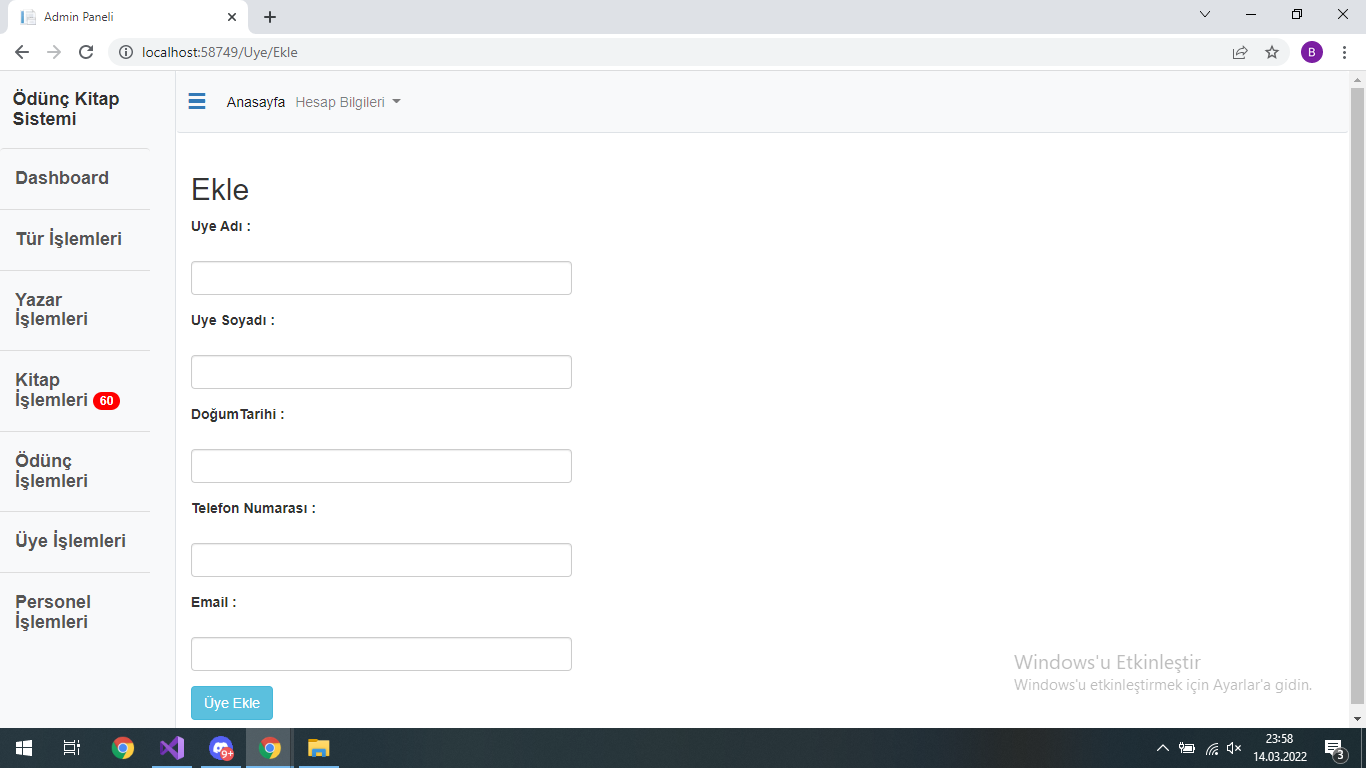 Admin Paneli
localhost:58749/Uye/Ekle
B
Ödünç Kitap
Sistemi
Dashboard
Tür İşlemleri
Yazar
İşlemleri
Kitap
İşlemleri 60
Ödünç
İşlemleri
Üye İşlemleri
Personel
İşlemleri
Anasayfa Hesap Bilgileri
Ekle
Uye Adı :
Uye Soyadı :
DoğumTarihi :
Telefon Numarası :
Email :
Üye Ekle
Windows'u Etkinleştir
Windows'u etkinleştirmek için Ayarlar'a gidin.
9+
23:58
14.03.2022
3